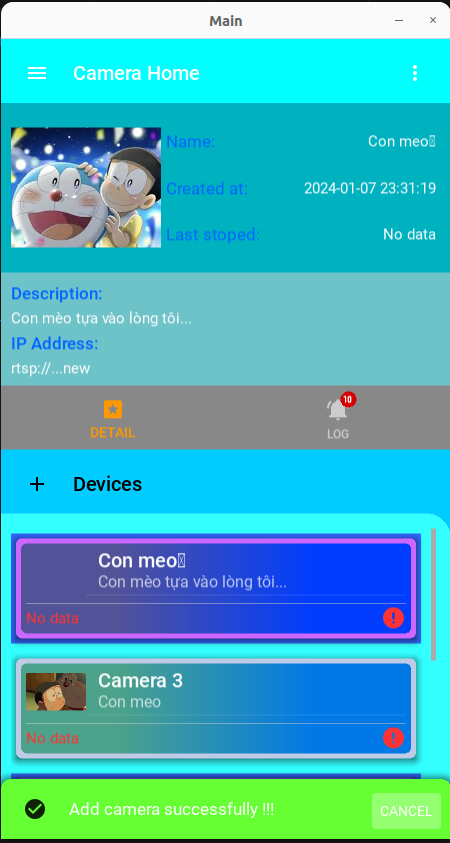 Main
Camera Home
Name: Con meo
Created at: 2024-01-07 23:31:19
Last stoped: No data
Description:
Con mèo tựa vào lòng tôi...
IP Address:
rtsp://...new
10
DETAIL LOG
+ Devices
Con meo
Con mèo tựa vào lòng tôi...
No data
Camera 3
Con meo
No data
Add camera successfully !!! CANCEL